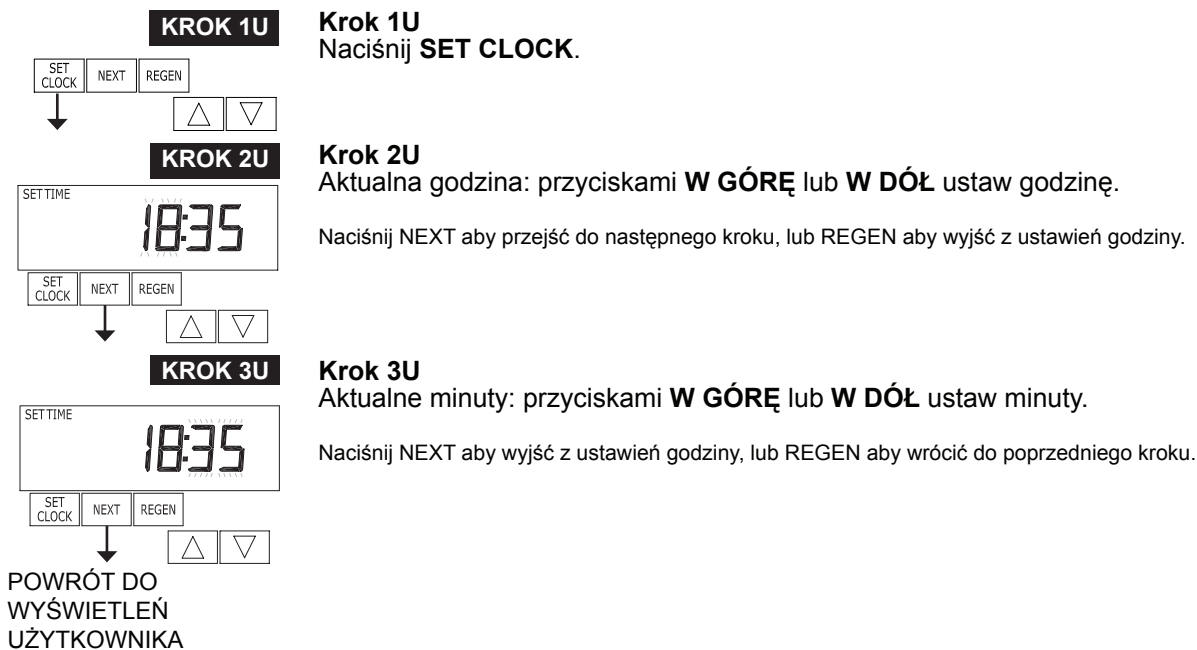 KROK 1U
Krok 1U
Naciśnij SET CLOCK.
SET CLOCK NEXT REGEN
KROK 2U
Krok 2U
Aktualna godzina: przyciskami W GÓRĘ lub W DÓŁ ustaw godzinę.
Naciśnij NEXT aby przejść do następnego kroku, lub REGEN aby wyjść z ustawień godziny.
SET TIME
18:35
SET CLOCK NEXT REGEN
KROK 3U
Krok 3U
Aktualne minuty: przyciskami W GÓRĘ lub W DÓŁ ustaw minuty.
Naciśnij NEXT aby wyjść z ustawień godziny, lub REGEN aby wrócić do poprzedniego kroku.
SET TIME
18:35
SET CLOCK NEXT REGEN
POWRÓT DO
WYŚWIETLEŃ
UŻYTKOWNIKA